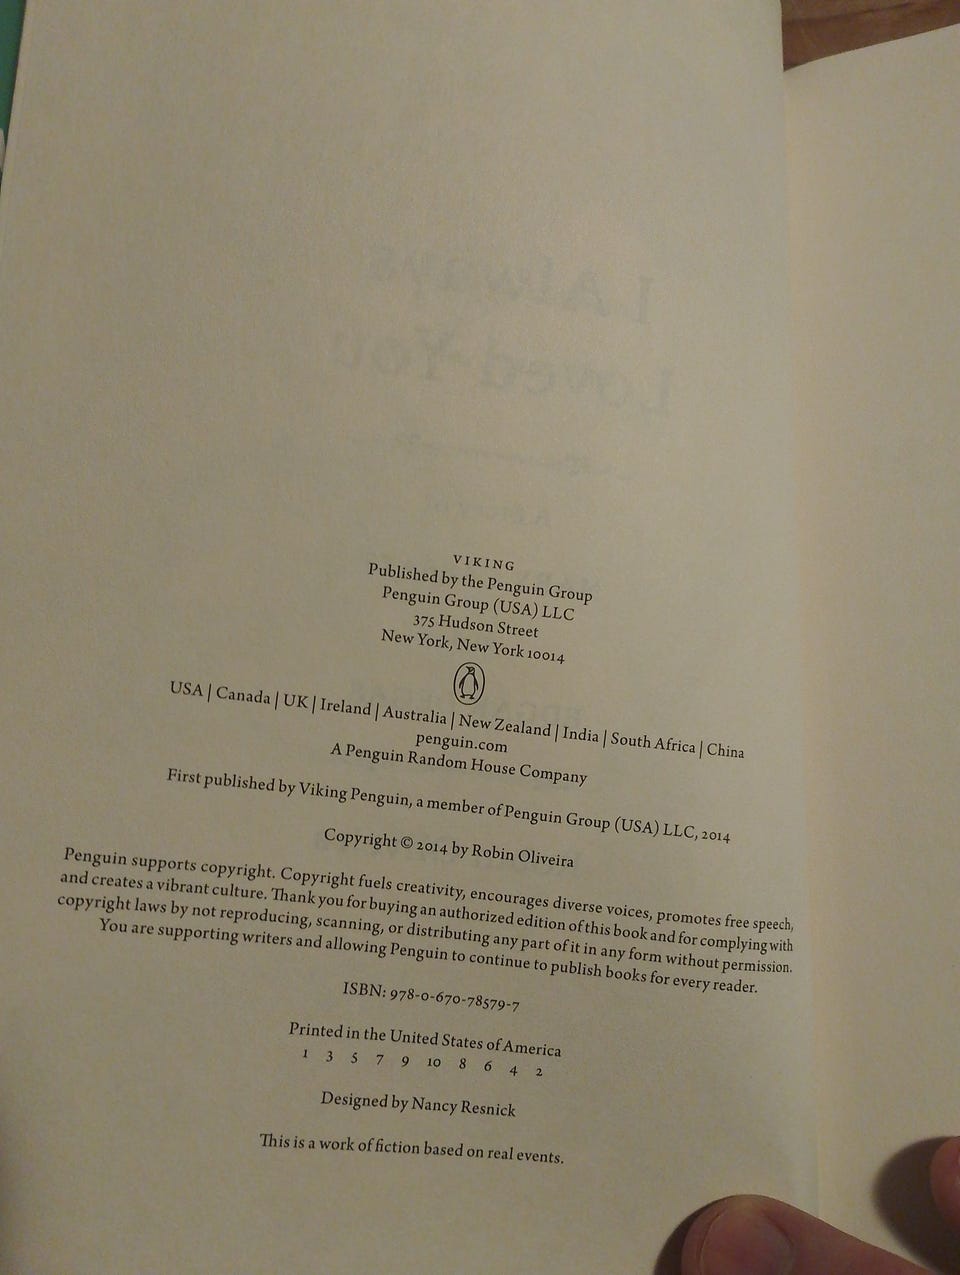 I Always
Loved You
VIKING
Published by the Penguin Group
Penguin Group (USA) LLC
375 Hudson Street
New York, New York 10014
USA | Canada | UK | Ireland | Australia | New Zealand | India | South Africa | China
penguin.com
A Penguin Random House Company
First published by Viking Penguin, a member of Penguin Group (USA) LLC, 2014
Copyright © 2014 by Robin Oliveira
Penguin supports copyright. Copyright fuels creativity, encourages diverse voices, promotes free speech,
and creates a vibrant culture. Thank you for buying an authorized edition of this book and for complying with
copyright laws by not reproducing, scanning, or distributing any part of it in any form without permission.
You are supporting writers and allowing Penguin to continue to publish books for every reader.
ISBN: 978-0-670-78579-7
Printed in the United States of America
1 3 5 7 9 10 8 6 4 2
Designed by Nancy Resnick
This is a work of fiction based on real events.